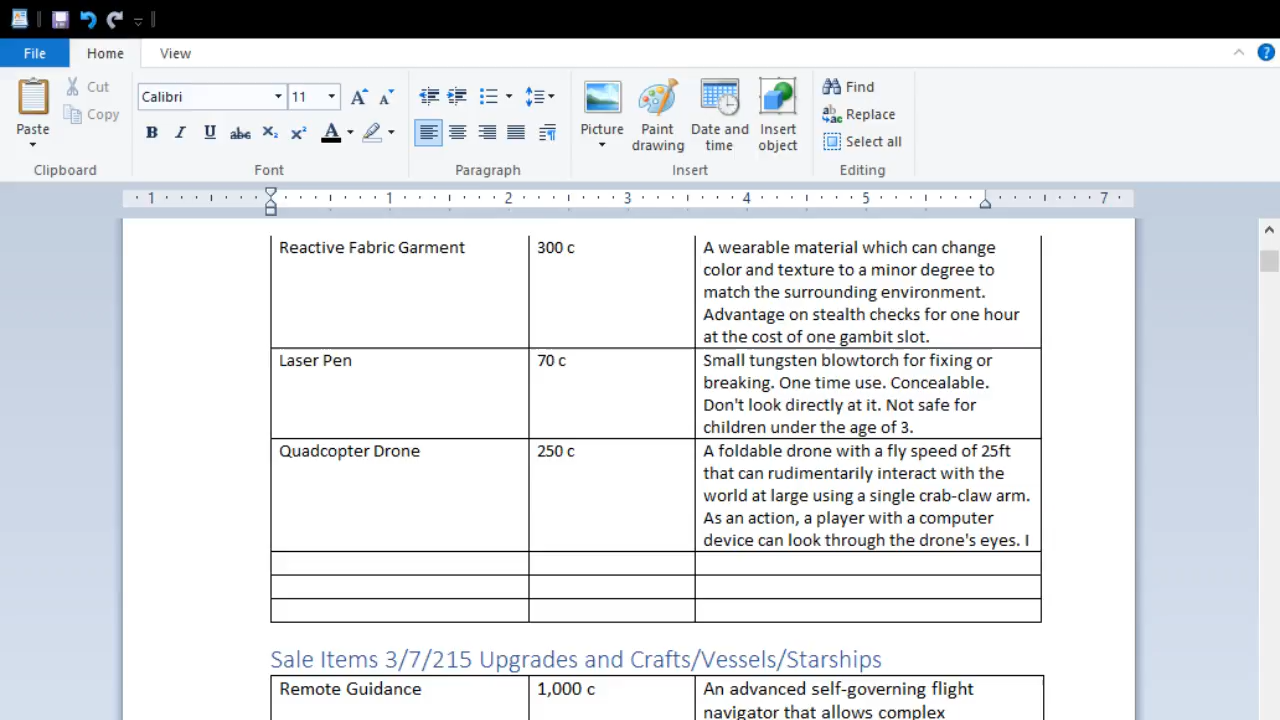 File Home View
Paste Cut Copy
Calibri 11
B I U abc X₂ X² A
Picture Paint drawing Date and time Insert object
Find
Replace
Select all
Clipboard Font Paragraph Insert Editing
1 1 2 3 4 5 7
Reactive Fabric Garment 300 c A wearable material which can change
color and texture to a minor degree to
match the surrounding environment.
Advantage on stealth checks for one hour
at the cost of one gambit slot.
Laser Pen 70 c Small tungsten blowtorch for fixing or
breaking. One time use. Concealable.
Don't look directly at it. Not safe for
children under the age of 3.
Quadcopter Drone 250 c A foldable drone with a fly speed of 25ft
that can rudimentarily interact with the
world at large using a single crab-claw arm.
As an action, a player with a computer
device can look through the drone's eyes. I
Sale Items 3/7/215 Upgrades and Crafts/Vessels/Starships
Remote Guidance 1,000 c An advanced self-governing flight
navigator that allows complex